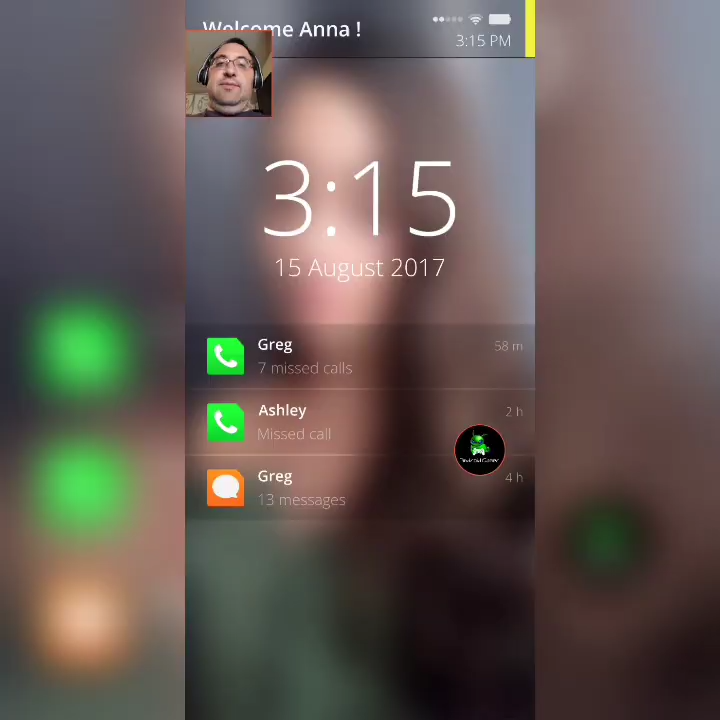 Welcome Anna !
3:15 PM
3:15
15 August 2017
Greg
58 m
7 missed calls
Ashley
2 h
Missed call
Greg
4 h
13 messages